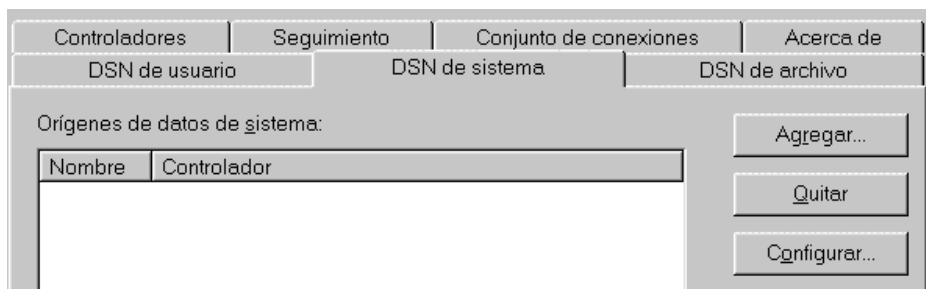 Controladores Seguimiento Conjunto de conexiones Acerca de
DSN de usuario DSN de sistema DSN de archivo
Orígenes de datos de sistema:
Agregar...
Nombre Controlador
Quitar
Configurar...